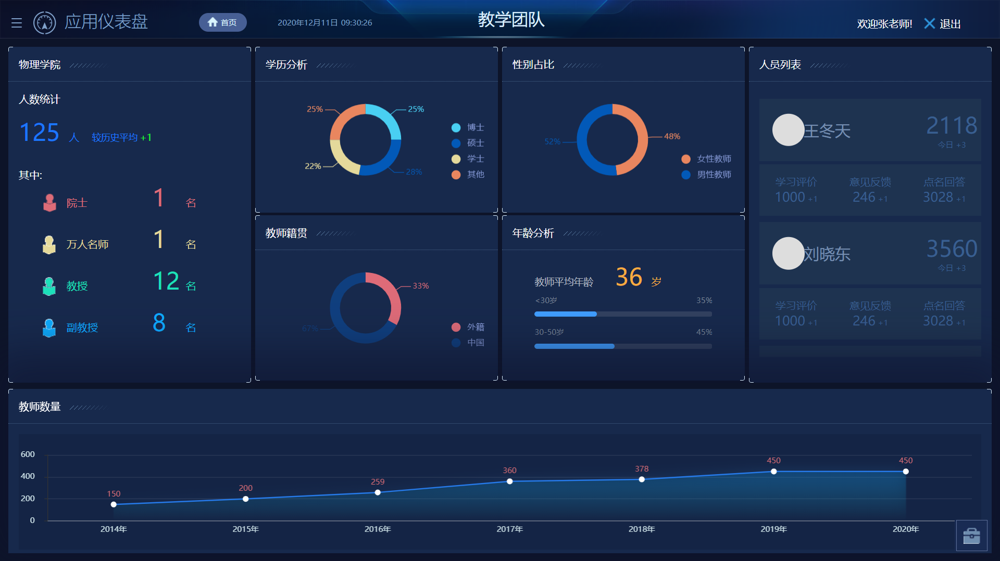 应用仪表盘
首页
2020年12月11日 09:30:26
教学团队
欢迎张老师!
退出
物理学院
人数统计
125 人 较历史平均 +1
其中:
院士 1 名
万人名师 1 名
教授 12 名
副教授 8 名
学历分析
25%
25%
22%
28%
博士
硕士
学士
其他
性别占比
52%
48%
女性教师
男性教师
教师籍贯
33%
67%
外籍
中国
年龄分析
教师平均年龄 36 岁
<30岁 35%
30-50岁 45%
人员列表
王冬天 2118
今日 +3
学习评价 意见反馈 点名回答
1000 +1 246 +1 3028 +1
刘晓东 3560
今日 +3
学习评价 意见反馈 点名回答
1000 +1 246 +1 3028 +1
教师数量
600
400
200
0
150
200
259
360
378
450
450
2014年 2015年 2016年 2017年 2018年 2019年 2020年